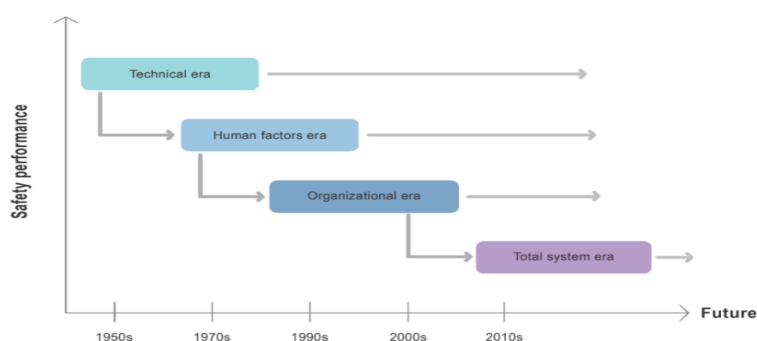 Safety performance
Technical era
Human factors era
Organizational era
Total system era
Future
1950s
1970s
1990s
2000s
2010s